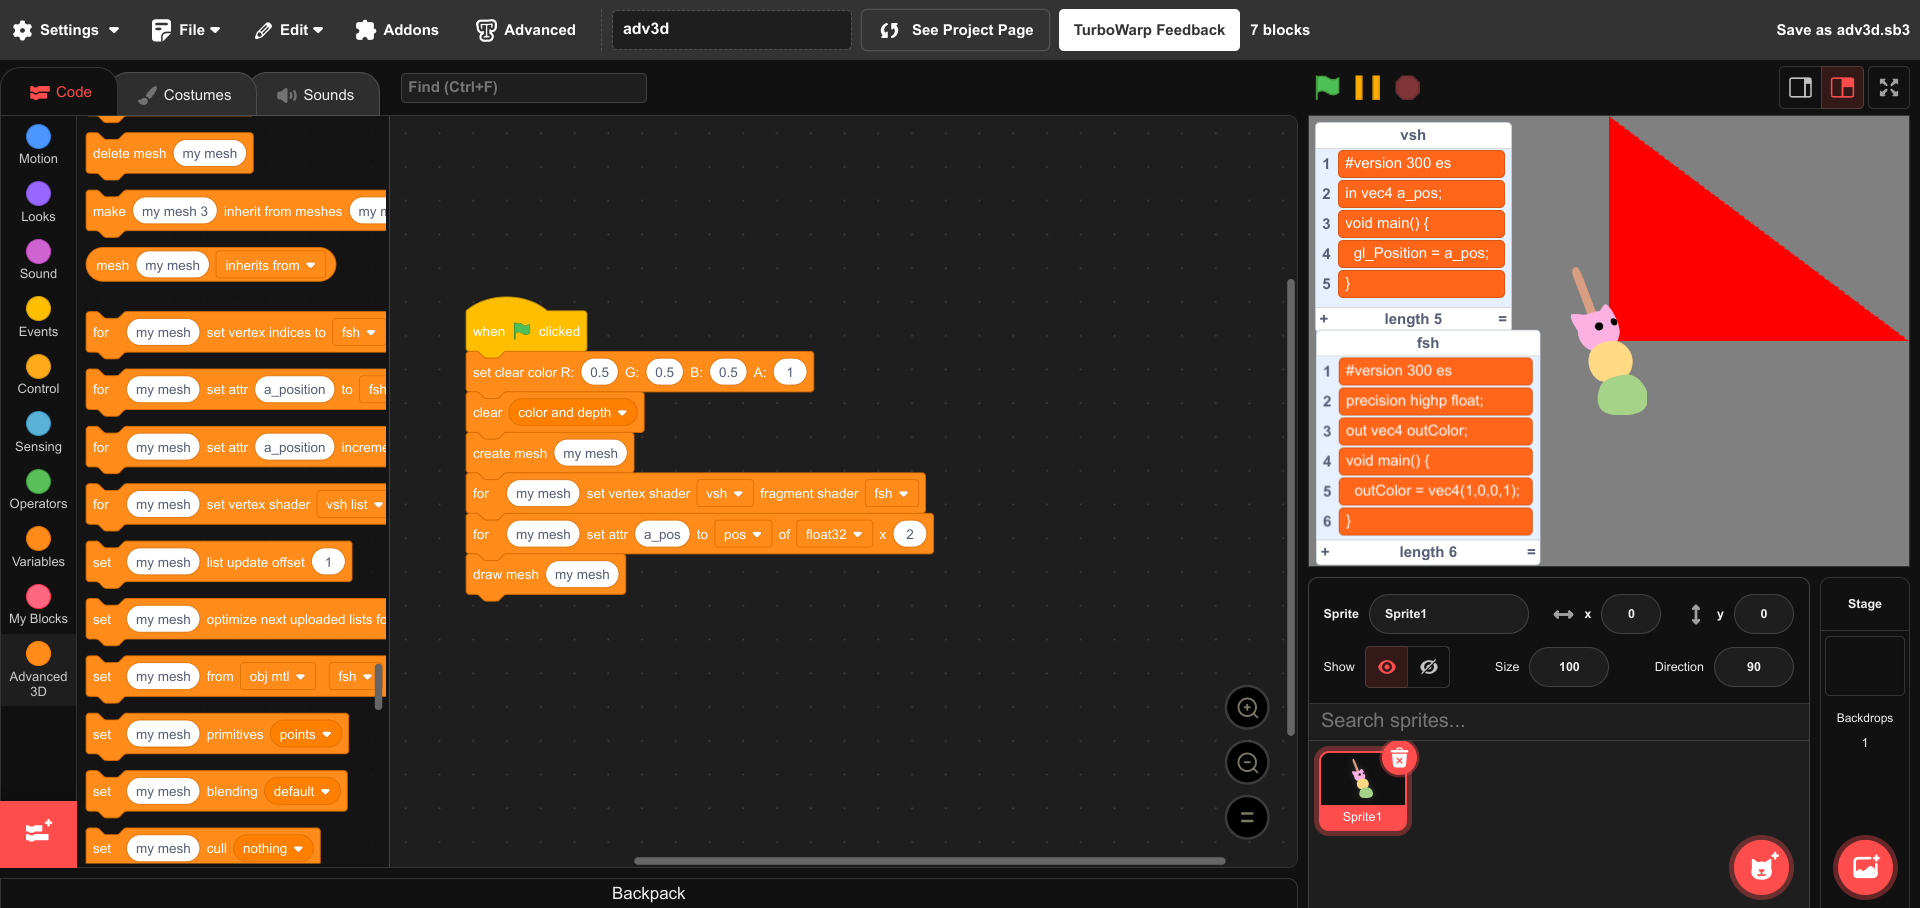 Settings File Edit Addons Advanced adv3d See Project Page TurboWarp Feedback 7 blocks Save as adv3d.sb3
Code Costumes Sounds Find (Ctrl+F)
Motion
Looks
Sound
Events
Control
Sensing
Operators
Variables
My Blocks
Advanced
3D
delete mesh my mesh
make my mesh 3 inherit from meshes my
mesh my mesh inherits from
for my mesh set vertex indices to fsh
for my mesh set attr a_position to fsh
for my mesh set attr a_position increme
for my mesh set vertex shader vsh list
set my mesh list update offset 1
set my mesh optimize next uploaded lists fo
set my mesh from obj mtl fsh
set my mesh primitives points
set my mesh blending default
set my mesh cull nothing
when clicked
set clear color R: 0.5 G: 0.5 B: 0.5 A: 1
clear color and depth
create mesh my mesh
for my mesh set vertex shader vsh fragment shader fsh
for my mesh set attr a_pos to pos of float32 x 2
draw mesh my mesh
Backpack
vsh
1 #version 300 es
2 in vec4 a_pos;
3 void main() {
4 gl_Position = a_pos;
5 }
+ length 5 =
fsh
1 #version 300 es
2 precision highp float;
3 out vec4 outColor;
4 void main() {
5 outColor = vec4(1,0,0,1);
6 }
+ length 6 =
Sprite Sprite1 x 0 y 0
Show Size 100 Direction 90
Search sprites...
Sprite1
Stage
Backdrops
1